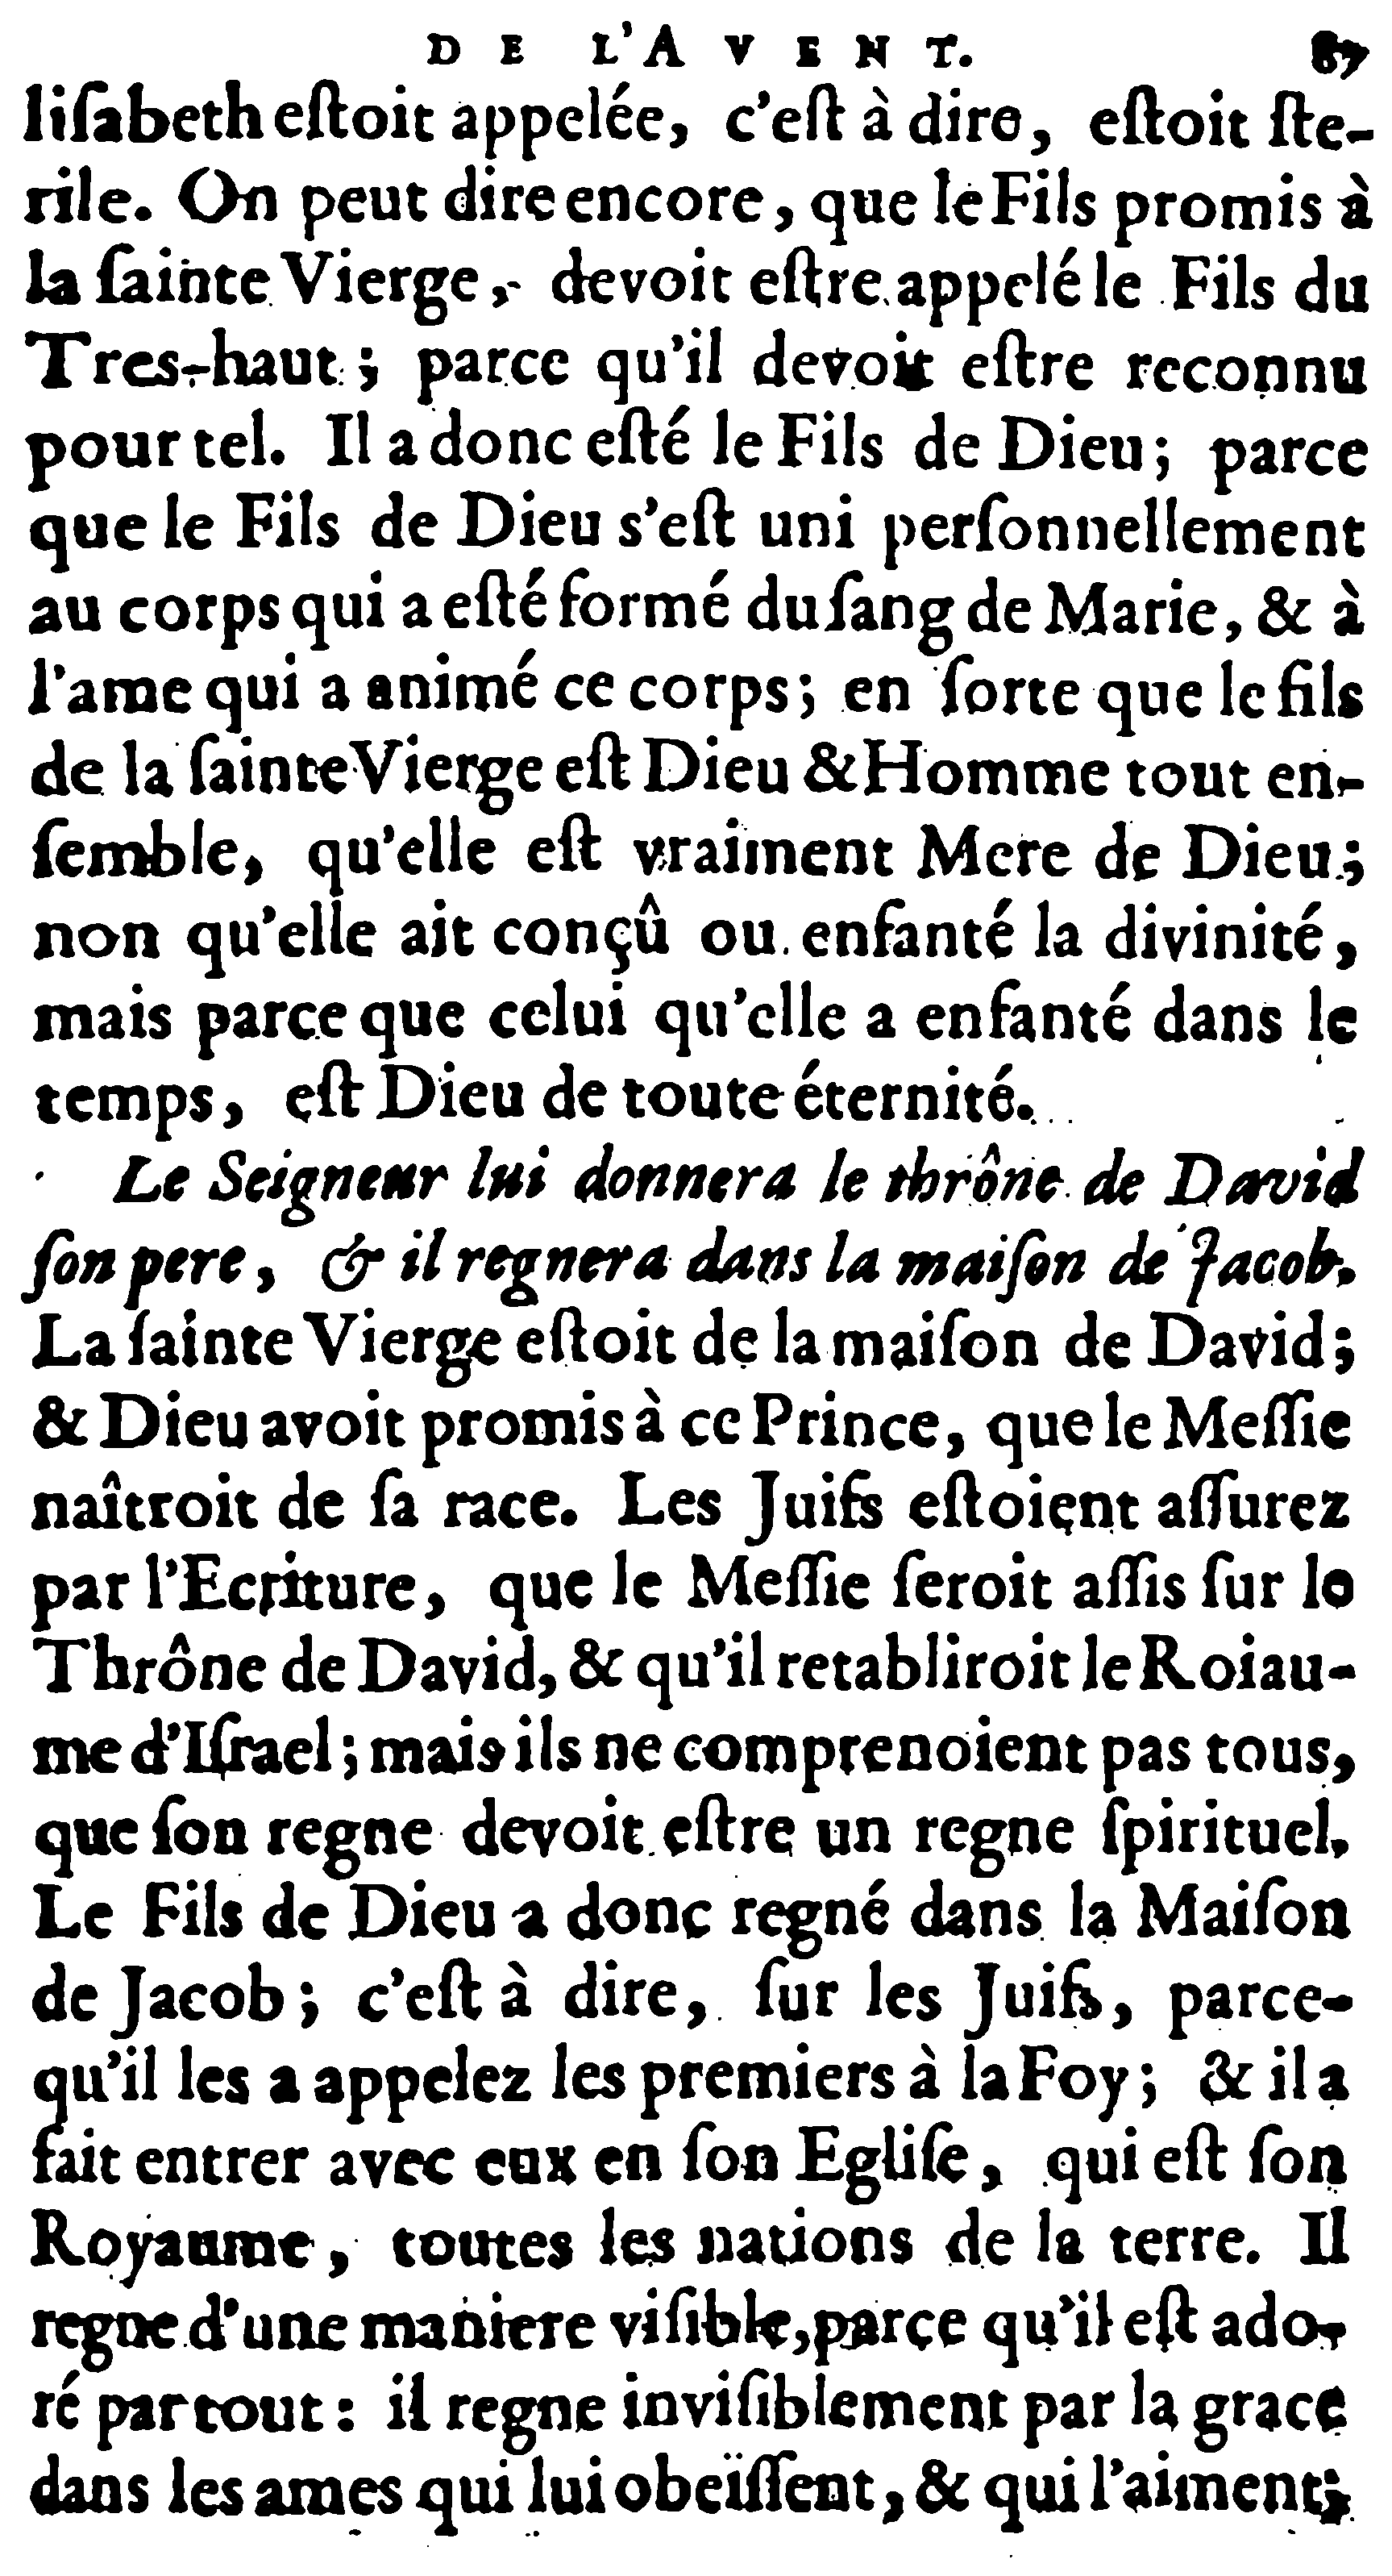 DE L'AVENT. 87
liſabeth eſtoit appelée, c'eſt à dire, eſtoit ſte-
rile. On peut dire encore, que le Fils promis à
la ſainte Vierge, devoit eſtre appelé le Fils du
Tres-haut; parce qu'il devoit eſtre reconnu
pour tel. Il a donc eſté le Fils de Dieu; parce
que le Fils de Dieu s'eſt uni perſonnellement
au corps qui a eſté formé du ſang de Marie, & à
l'ame qui a animé ce corps; en ſorte que le fils
de la ſainte Vierge eſt Dieu & Homme tout en-
ſemble, qu'elle eſt vraiment Mere de Dieu;
non qu'elle ait conçû ou enfanté la divinité,
mais parce que celui qu'elle a enfanté dans le
temps, eſt Dieu de toute éternité.
Le Seigneur lui donnera le thrône de David
ſon pere, & il regnera dans la maiſon de Jacob.
La ſainte Vierge eſtoit de la maiſon de David;
& Dieu avoit promis à ce Prince, que le Meſſie
naîtroit de ſa race. Les Juifs eſtoient aſſurez
par l'Ecriture, que le Meſſie ſeroit aſſis ſur le
Thrône de David, & qu'il retabliroit le Roiau-
me d'Iſrael; mais ils ne comprenoient pas tous,
que ſon regne devoit eſtre un regne ſpirituel.
Le Fils de Dieu a donc regné dans la Maiſon
de Jacob; c'eſt à dire, ſur les Juifs, parce-
qu'il les a appelez les premiers à la Foy; & il a
fait entrer avec eux en ſon Egliſe, qui eſt ſon
Royaume, toutes les nations de la terre. Il
regne d'une maniere viſible, parce qu'il eſt ado-
ré par tout: il regne inviſiblement par la grace
dans les ames qui lui obeïſſent, & qui l'aiment;